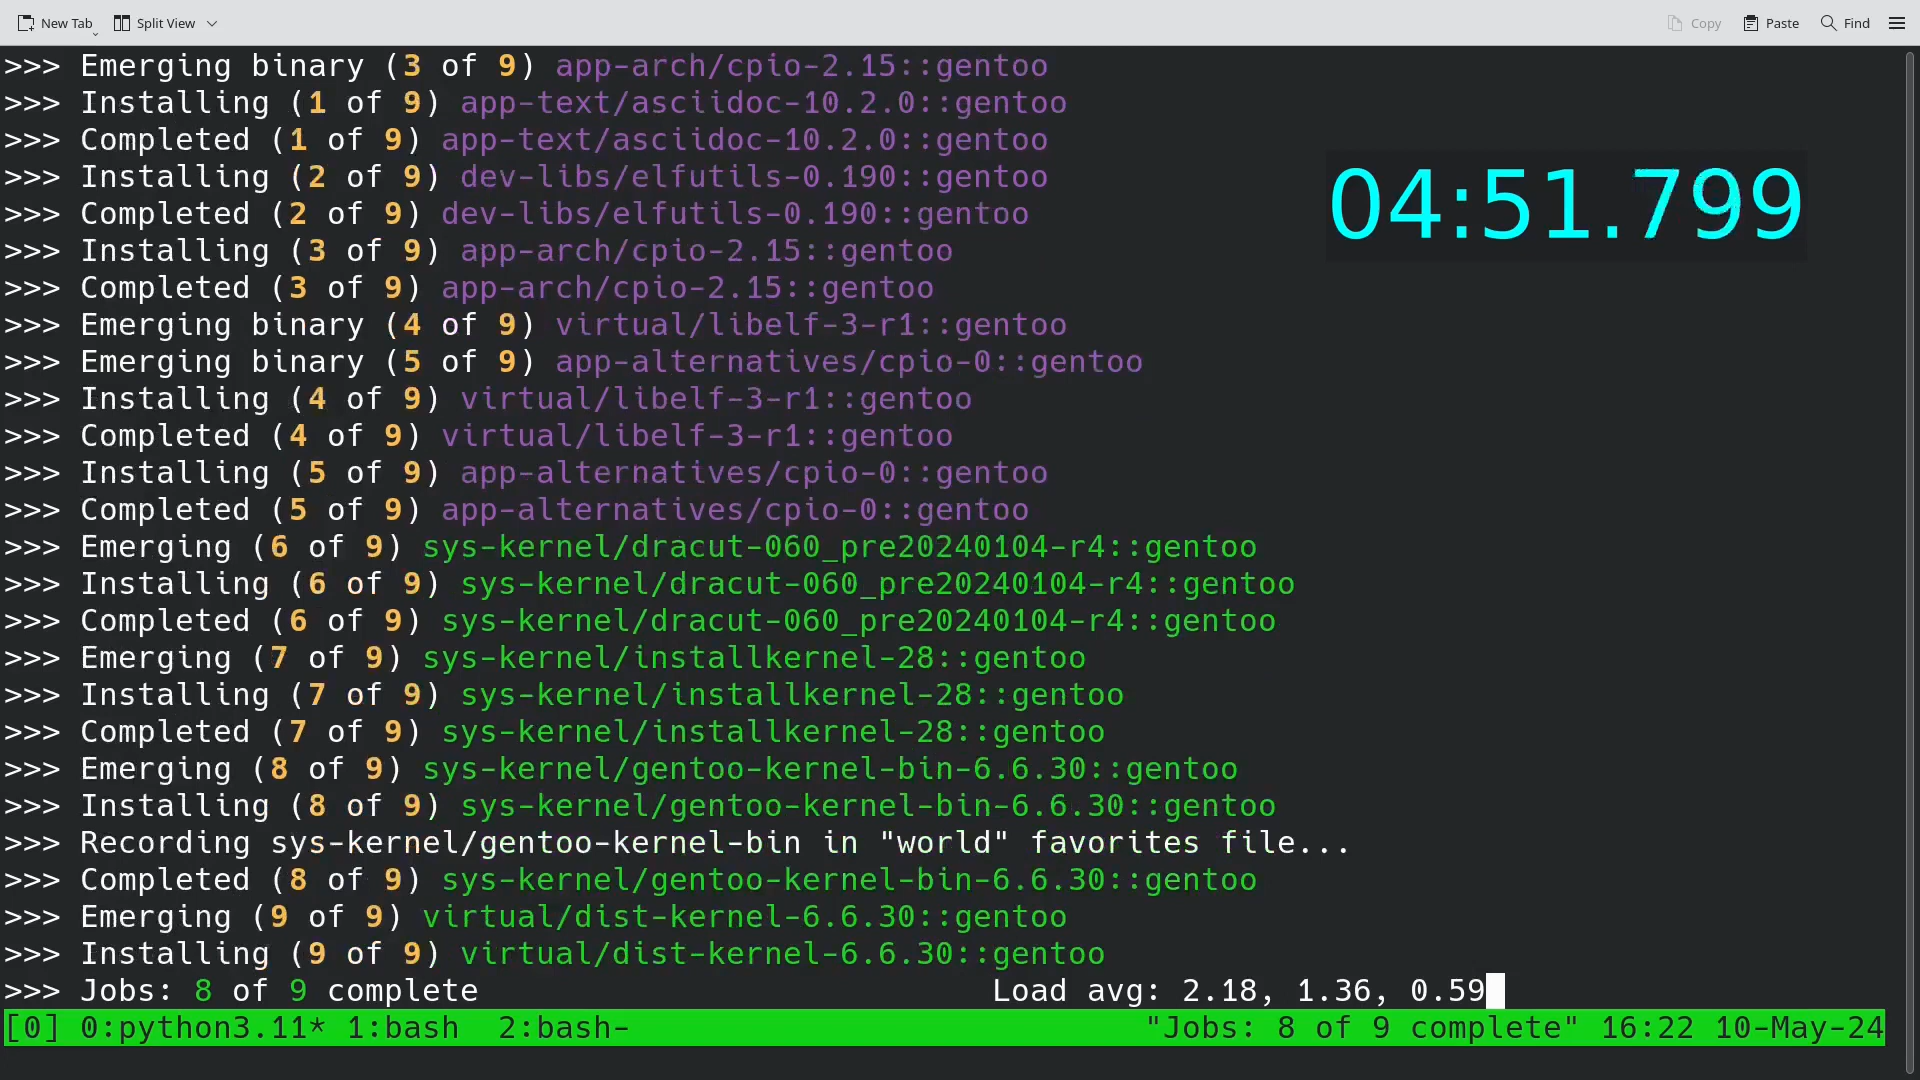 New Tab Split View Copy Paste Find
>>> Emerging binary (3 of 9) app-arch/cpio-2.15::gentoo
>>> Installing (1 of 9) app-text/asciidoc-10.2.0::gentoo
>>> Completed (1 of 9) app-text/asciidoc-10.2.0::gentoo
>>> Installing (2 of 9) dev-libs/elfutils-0.190::gentoo
04:51.799
>>> Completed (2 of 9) dev-libs/elfutils-0.190::gentoo
>>> Installing (3 of 9) app-arch/cpio-2.15::gentoo
>>> Completed (3 of 9) app-arch/cpio-2.15::gentoo
>>> Emerging binary (4 of 9) virtual/libelf-3-r1::gentoo
>>> Emerging binary (5 of 9) app-alternatives/cpio-0::gentoo
>>> Installing (4 of 9) virtual/libelf-3-r1::gentoo
>>> Completed (4 of 9) virtual/libelf-3-r1::gentoo
>>> Installing (5 of 9) app-alternatives/cpio-0::gentoo
>>> Completed (5 of 9) app-alternatives/cpio-0::gentoo
>>> Emerging (6 of 9) sys-kernel/dracut-060_pre20240104-r4::gentoo
>>> Installing (6 of 9) sys-kernel/dracut-060_pre20240104-r4::gentoo
>>> Completed (6 of 9) sys-kernel/dracut-060_pre20240104-r4::gentoo
>>> Emerging (7 of 9) sys-kernel/installkernel-28::gentoo
>>> Installing (7 of 9) sys-kernel/installkernel-28::gentoo
>>> Completed (7 of 9) sys-kernel/installkernel-28::gentoo
>>> Emerging (8 of 9) sys-kernel/gentoo-kernel-bin-6.6.30::gentoo
>>> Installing (8 of 9) sys-kernel/gentoo-kernel-bin-6.6.30::gentoo
>>> Recording sys-kernel/gentoo-kernel-bin in "world" favorites file...
>>> Completed (8 of 9) sys-kernel/gentoo-kernel-bin-6.6.30::gentoo
>>> Emerging (9 of 9) virtual/dist-kernel-6.6.30::gentoo
>>> Installing (9 of 9) virtual/dist-kernel-6.6.30::gentoo
>>> Jobs: 8 of 9 complete Load avg: 2.18, 1.36, 0.59
[0] 0:python3.11* 1:bash 2:bash- "Jobs: 8 of 9 complete" 16:22 10-May-24